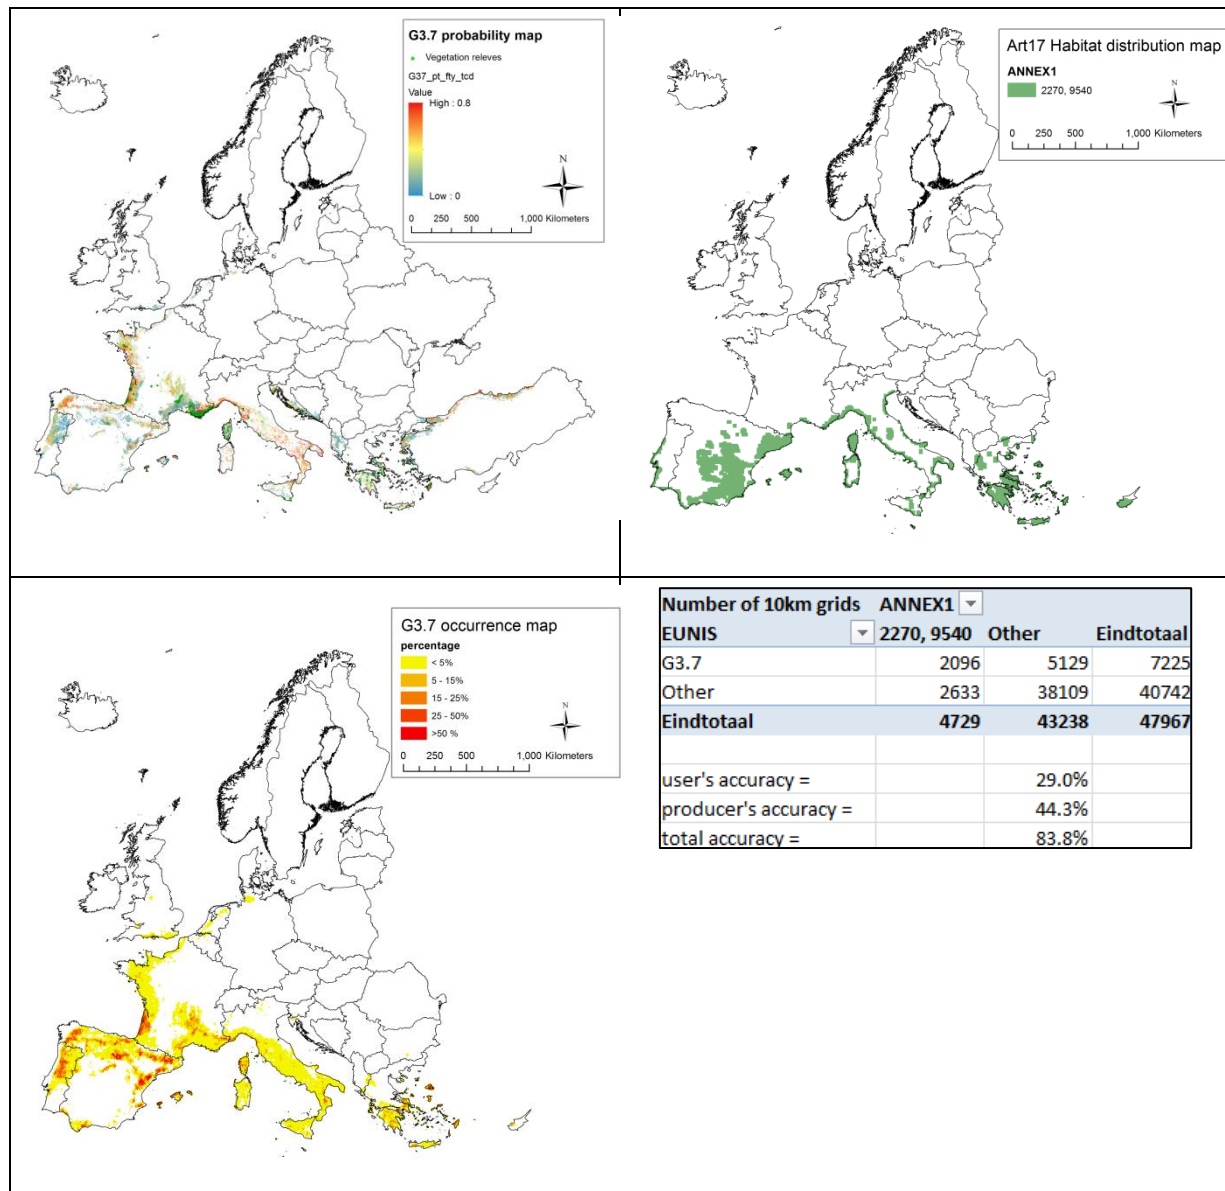 G3.7 probability map
Vegetation releves
G37_pt_fty_tcd
Value
High : 0.8
Low : 0
N
0 250 500 1,000 Kilometers
Art17 Habitat distribution map
ANNEX1
2270, 9540
N
0 250 500 1,000 Kilometers
G3.7 occurrence map
percentage
< 5%
5 - 15%
15 - 25%
25 - 50%
>50 %
N
0 250 500 1,000 Kilometers
Number of 10km grids ANNEX1
EUNIS 2270, 9540 Other Eindtotaal
G3.7 2096 5129 7225
Other 2633 38109 40742
Eindtotaal 4729 43238 47967
user's accuracy = 29.0%
producer's accuracy = 44.3%
total accuracy = 83.8%